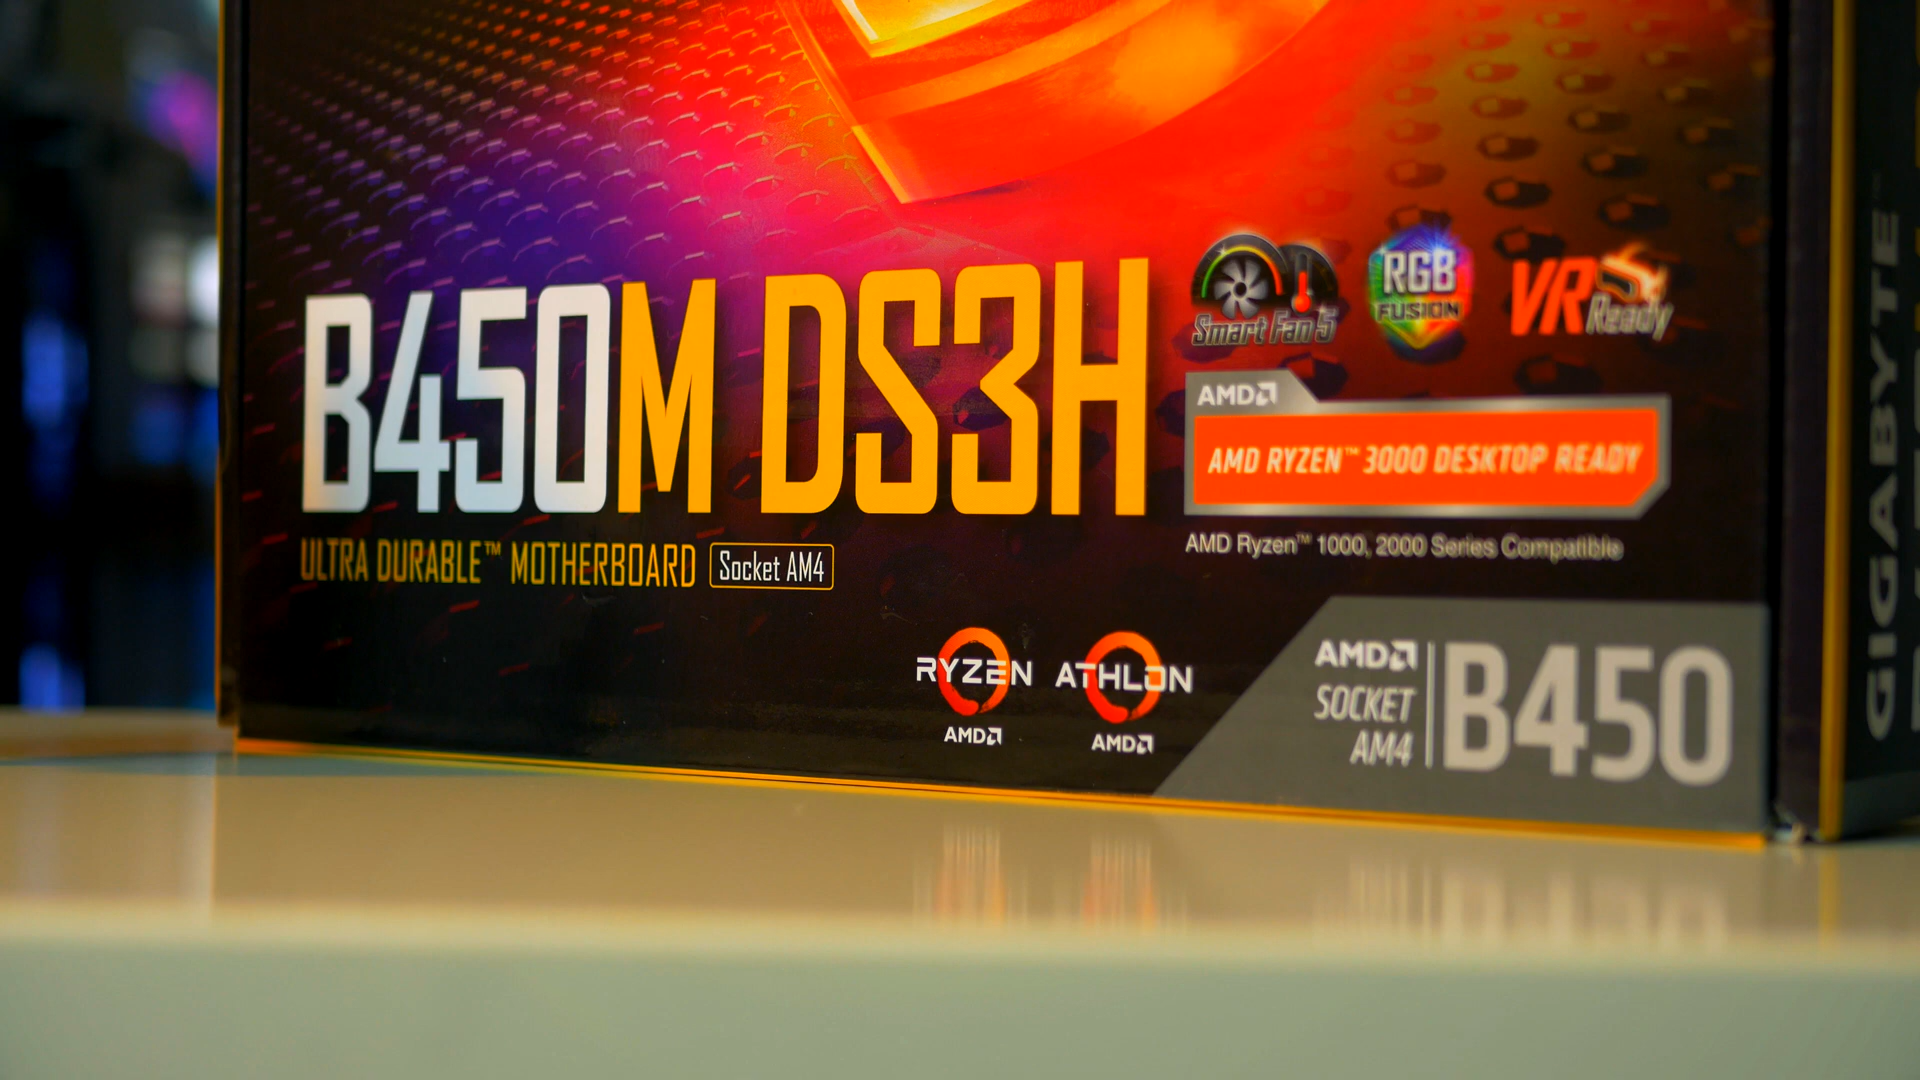 B450M DS3H
ULTRA DURABLE™ MOTHERBOARD Socket AM4
Smart Fan 5
RGB
FUSION
VR Ready
AMD
AMD RYZEN™ 3000 DESKTOP READY
AMD Ryzen™ 1000, 2000 Series Compatible
RYZEN
AMD
ATHLON
AMD
AMD
SOCKET
AM4
B450
GIGABYTE™